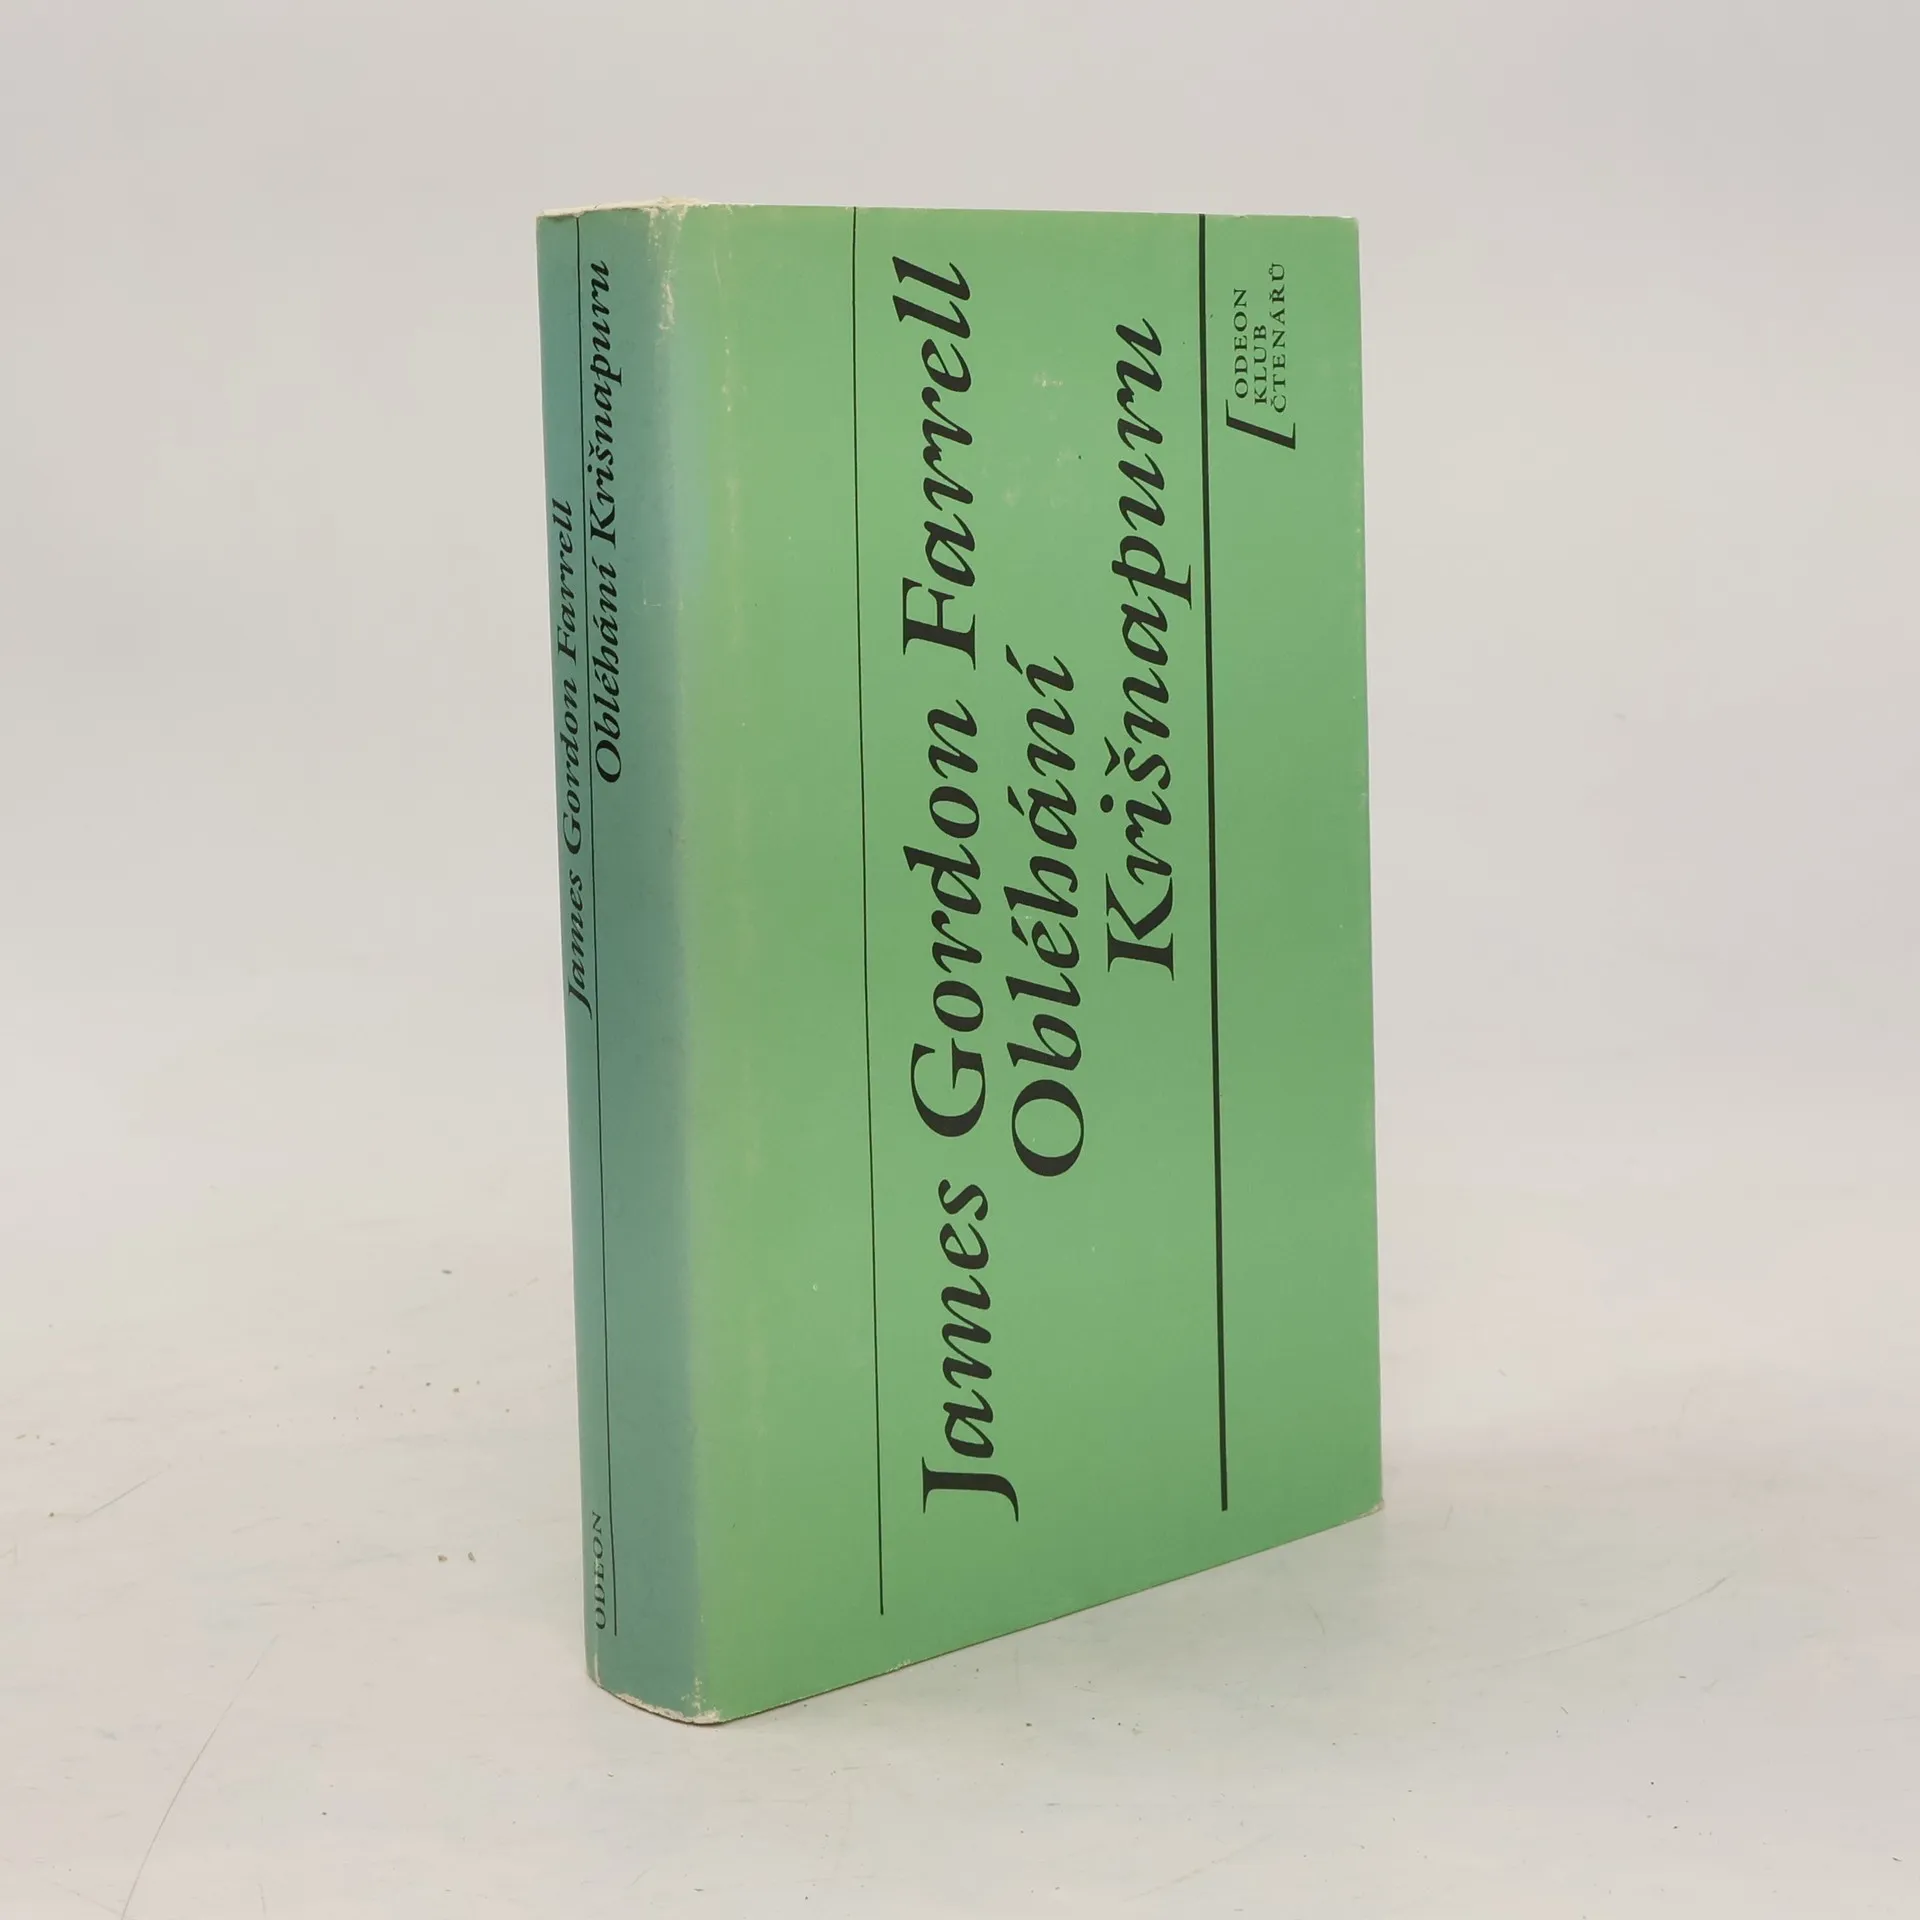 James Gordon Farrell
Obléhání Krišnapuru
ODEON
James Gordon Farrell
Obléhání
Krišnapuru
ODEON
KLUB
ČTENÁŘŮ